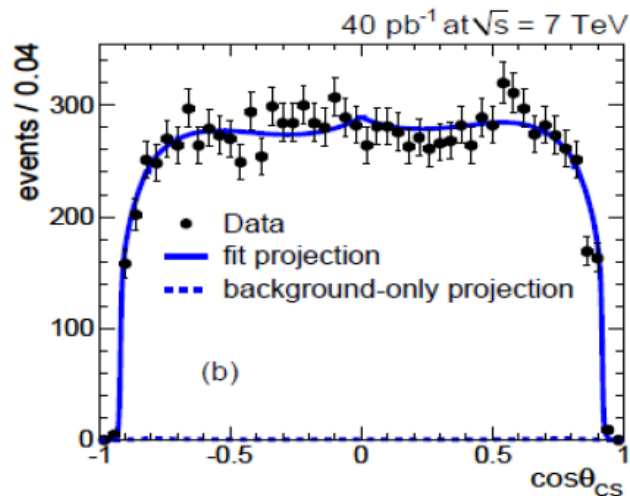 40 pb⁻¹ at √s = 7 TeV
events / 0.04
300
200
100
0
Data
fit projection
background-only projection
(b)
-1 -0.5 0 0.5 1
cosθ_CS